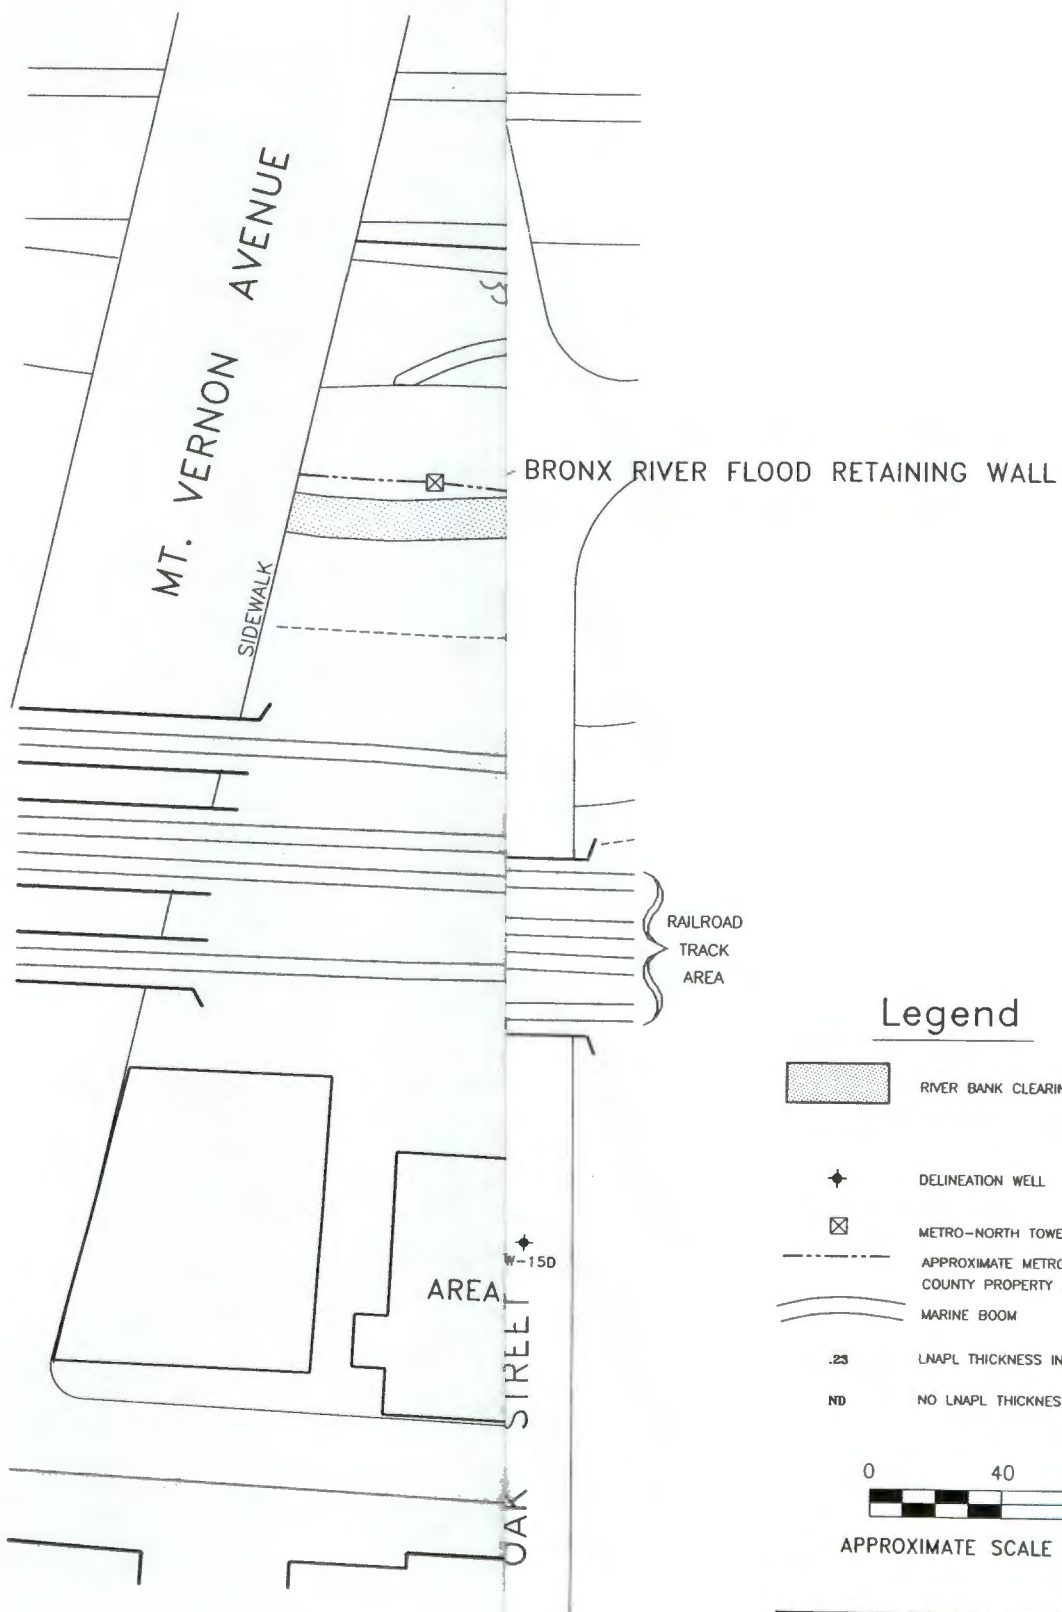 MT. VERNON AVENUE
SIDEWALK
BRONX RIVER FLOOD RETAINING WALL
RAILROAD
TRACK
AREA
AREA
W-15D
OAK STREET
Legend
RIVER BANK CLEARIN
DELINEATION WELL
METRO-NORTH TOWE
APPROXIMATE METRO
COUNTY PROPERTY
MARINE BOOM
.23 LNAPL THICKNESS IN
ND NO LNAPL THICKNES
0 40
APPROXIMATE SCALE